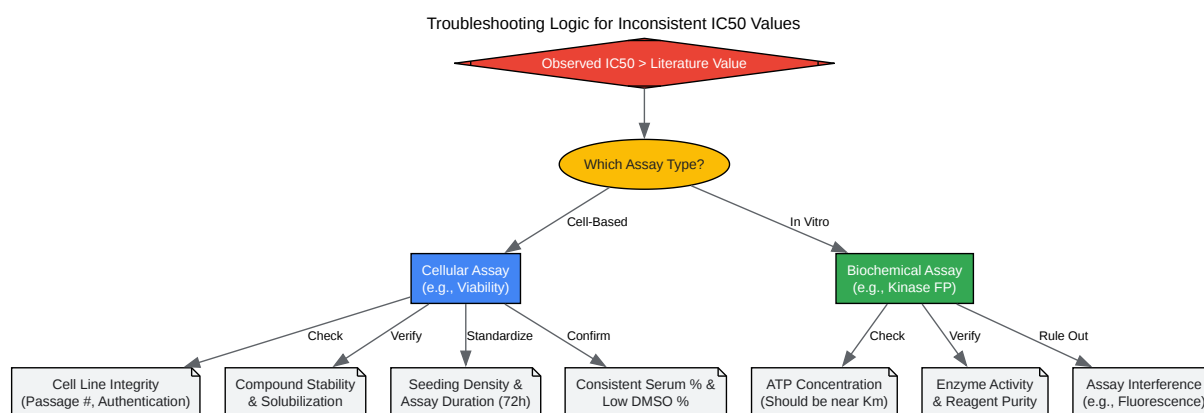 Troubleshooting Logic for Inconsistent IC50 Values
Observed IC50 > Literature Value
Which Assay Type?
Cell-Based
In Vitro
Cellular Assay
(e.g., Viability)
Biochemical Assay
(e.g., Kinase FP)
Check
Verify
Standardize
Confirm
Check
Verify
Rule Out
Cell Line Integrity
(Passage #, Authentication)
Compound Stability
& Solubilization
Seeding Density &
Assay Duration (72h)
Consistent Serum % &
Low DMSO %
ATP Concentration
(Should be near Km)
Enzyme Activity
& Reagent Purity
Assay Interference
(e.g., Fluorescence)